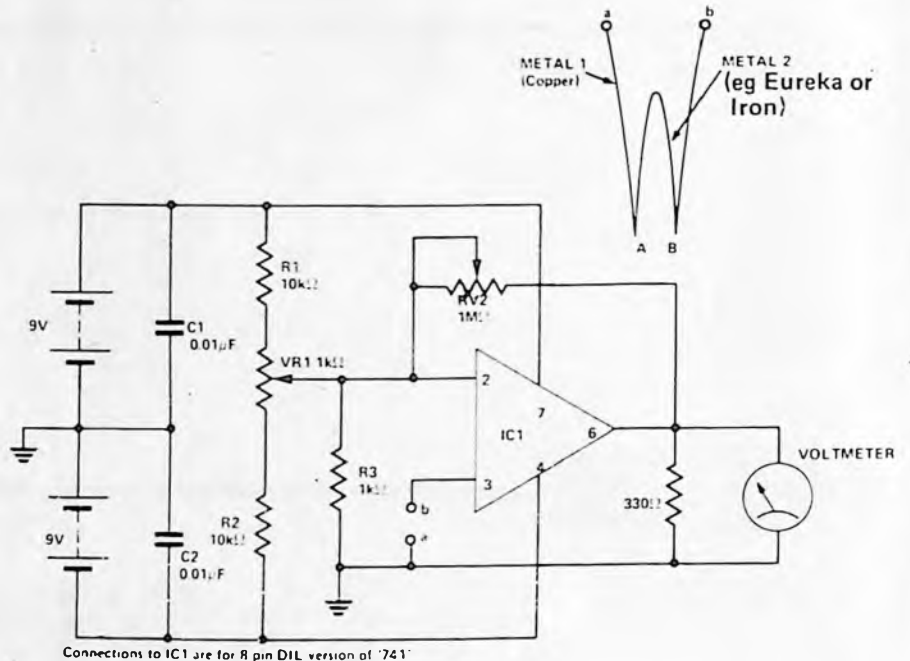 a
b
METAL 1
(Copper)
METAL 2
(eg Eureka or
Iron)
A B
R1
10kΩ
RV2
1MΩ
9V
C1
0.01μF
VR1 1kΩ
2
7
IC1
6
4
3
R3
1kΩ
b
a
VOLTMETER
330Ω
9V
R2
10kΩ
C2
0.01μF
Connections to IC1 are for 8 pin DIL version of '741'